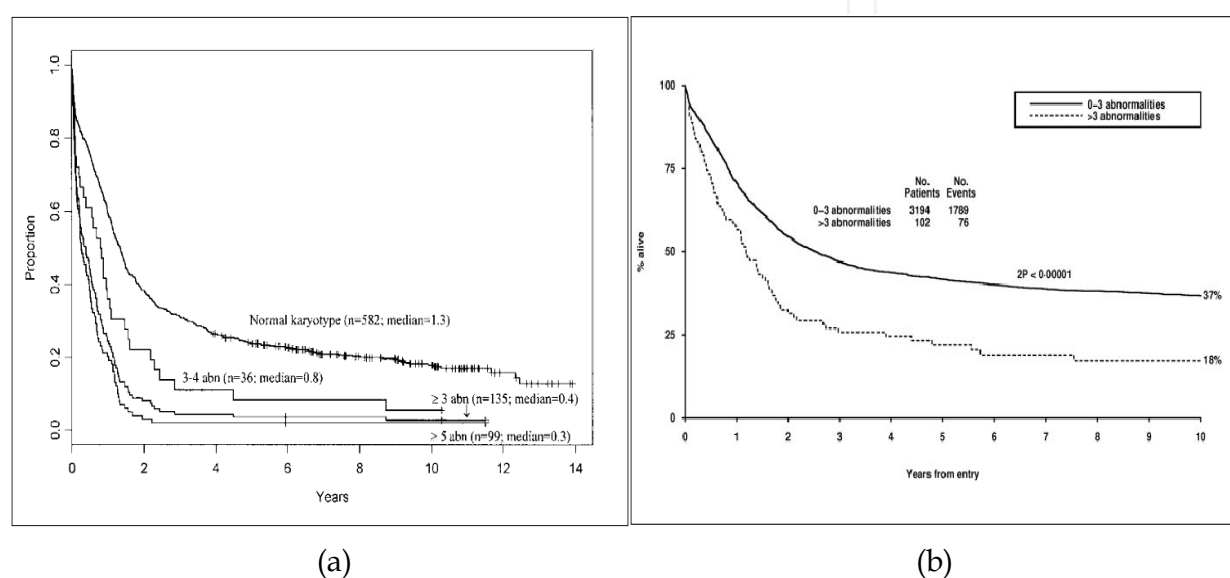 1.0
0.8
0.6
0.4
0.2
0.0
Proportion
Normal karyotype (n=582; median=1.3)
3-4 abn (n=36; median=0.8)
≥ 3 abn (n=135; median=0.4)
≥ 5 abn (n=99; median=0.3)
0 2 4 6 8 10 12 14
Years
(a)
100
75
50
25
0
% alive
0–3 abnormalities
>3 abnormalities
No. No.
Patients Events
0–3 abnormalities 3194 1789
>3 abnormalities 102 76
2P < 0·00001
37%
18%
0 1 2 3 4 5 6 7 8 9 10
Years from entry
(b)